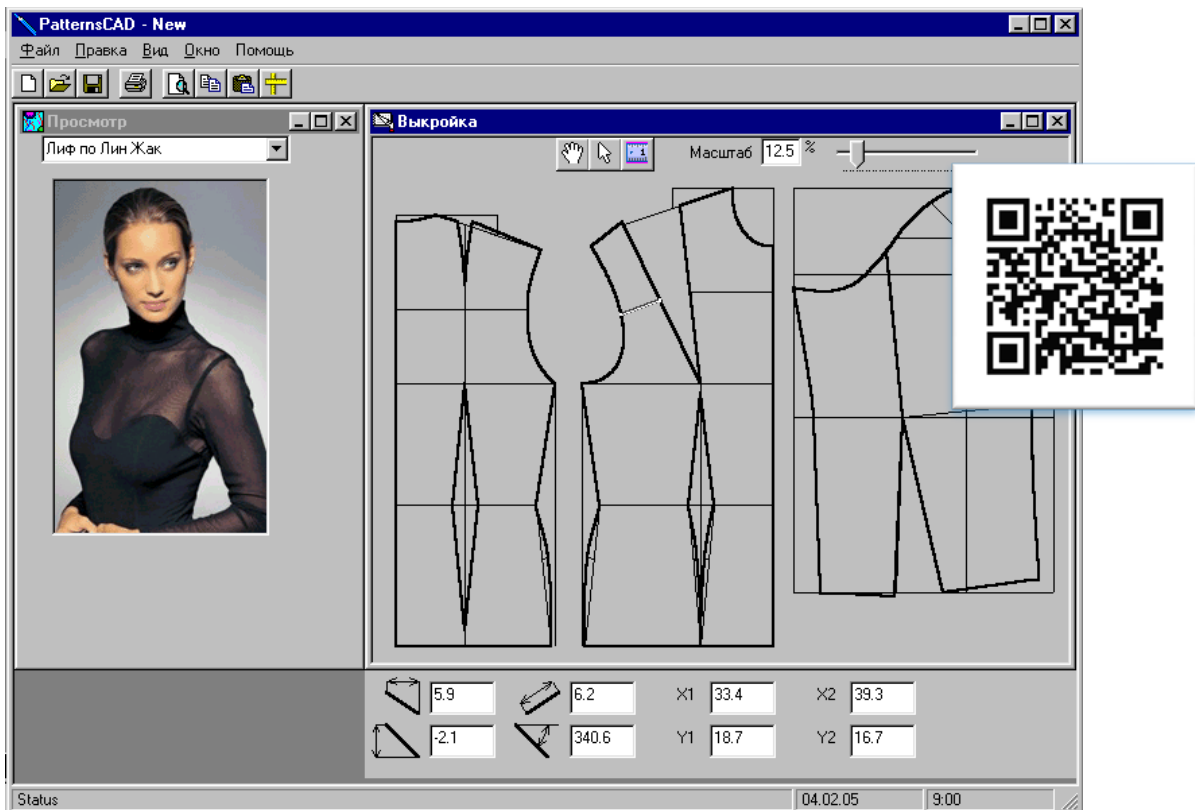 PatternsCAD - New
Файл Правка Вид Окно Помощь
Просмотр
Лиф по Лин Жак
Выкройка
Масштаб 12.5 %
5.9 6.2 X1 33.4 X2 39.3
-2.1 340.6 Y1 18.7 Y2 16.7
Status 04.02.05 9:00